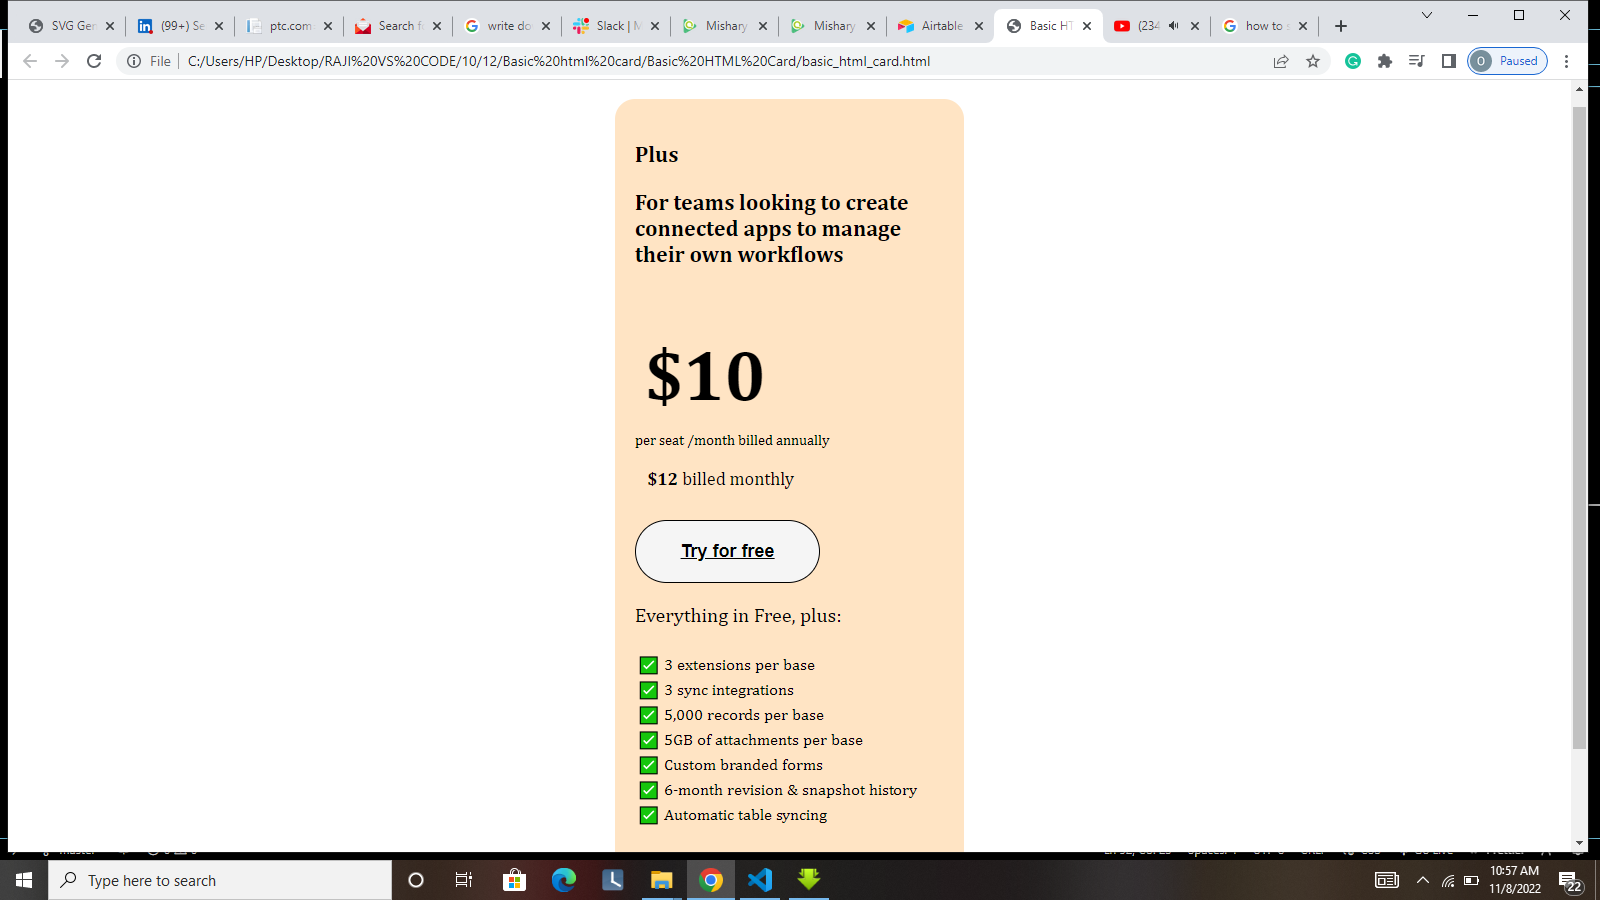 SVG Ger
(99+) Se
ptc.com
Search f
write do
Slack | M
Mishary
Mishary
Airtable
Basic HT
(234
how to s
File
C:/Users/HP/Desktop/RAJI%20VS%20CODE/10/12/Basic%20html%20card/Basic%20HTML%20Card/basic_html_card.html
O Paused
Plus
For teams looking to create
connected apps to manage
their own workflows
$10
per seat /month billed annually
$12 billed monthly
Try for free
Everything in Free, plus:
✅ 3 extensions per base
✅ 3 sync integrations
✅ 5,000 records per base
✅ 5GB of attachments per base
✅ Custom branded forms
✅ 6-month revision & snapshot history
✅ Automatic table syncing
Type here to search
10:57 AM
11/8/2022
22